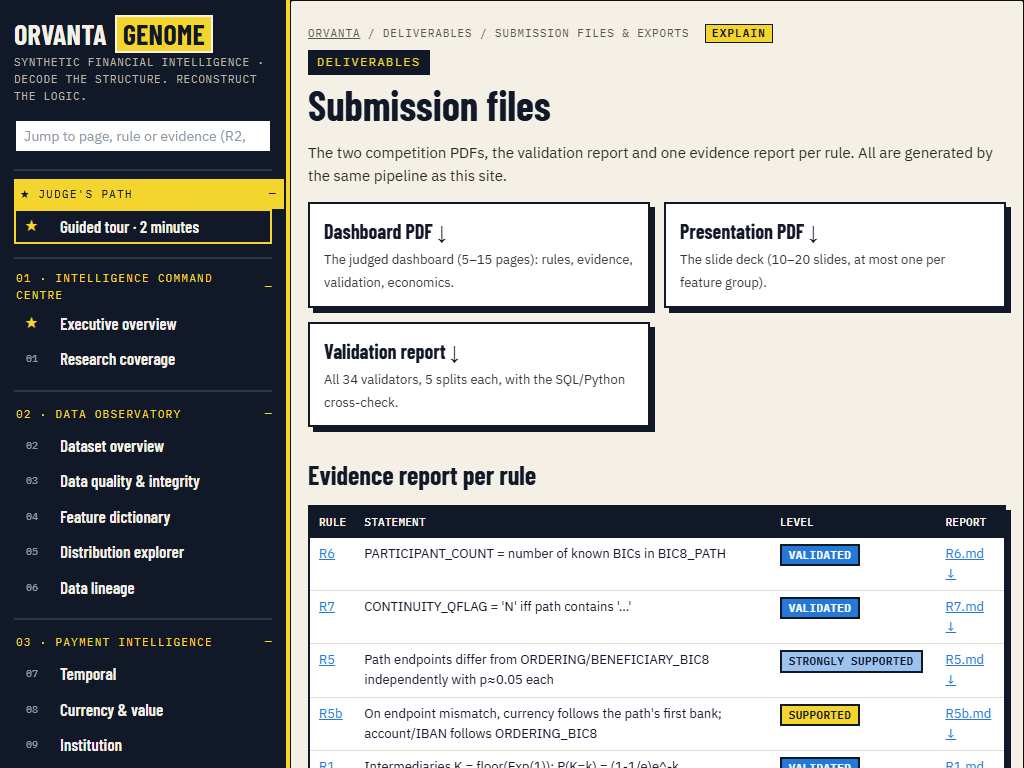 ORVANTA GENOME
SYNTHETIC FINANCIAL INTELLIGENCE ·
DECODE THE STRUCTURE. RECONSTRUCT
THE LOGIC.
Jump to page, rule or evidence (R2,
★ JUDGE'S PATH –
★ Guided tour · 2 minutes
01 · INTELLIGENCE COMMAND
CENTRE –
★ Executive overview
01 Research coverage
02 · DATA OBSERVATORY –
02 Dataset overview
03 Data quality & integrity
04 Feature dictionary
05 Distribution explorer
06 Data lineage
03 · PAYMENT INTELLIGENCE –
07 Temporal
08 Currency & value
09 Institution
ORVANTA / DELIVERABLES / SUBMISSION FILES & EXPORTS EXPLAIN
DELIVERABLES
Submission files
The two competition PDFs, the validation report and one evidence report per rule. All are generated by
the same pipeline as this site.
Dashboard PDF ↓
The judged dashboard (5–15 pages): rules, evidence,
validation, economics.
Presentation PDF ↓
The slide deck (10–20 slides, at most one per
feature group).
Validation report ↓
All 34 validators, 5 splits each, with the SQL/Python
cross-check.
Evidence report per rule
RULE STATEMENT LEVEL REPORT
R6 PARTICIPANT_COUNT = number of known BICs in BIC8_PATH VALIDATED R6.md
↓
R7 CONTINUITY_QFLAG = 'N' iff path contains '...' VALIDATED R7.md
↓
R5 Path endpoints differ from ORDERING/BENEFICIARY_BIC8
independently with p≈0.05 each STRONGLY SUPPORTED R5.md
↓
R5b On endpoint mismatch, currency follows the path's first bank;
account/IBAN follows ORDERING_BIC8 SUPPORTED R5b.md
↓
R1 Intermediaries K = floor(Exp(1)); P(K=k) = (1-1/e)e^-k VALIDATED R1.md